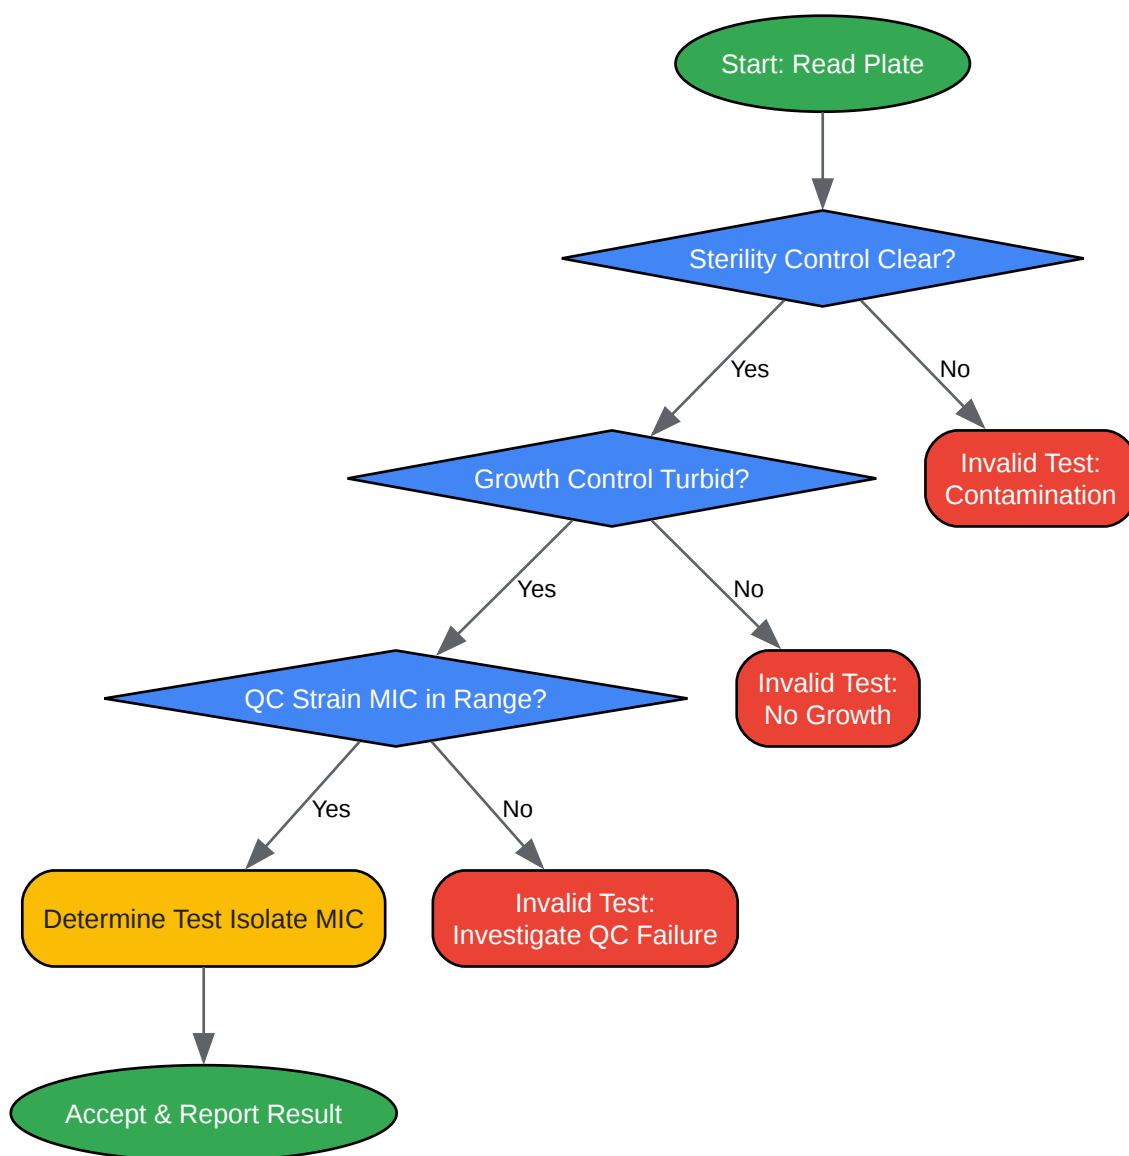 Start: Read Plate
Sterility Control Clear?
Yes
No
Growth Control Turbid?
Invalid Test:
Contamination
Yes
No
QC Strain MIC in Range?
Invalid Test:
No Growth
Yes
No
Determine Test Isolate MIC
Invalid Test:
Investigate QC Failure
Accept & Report Result